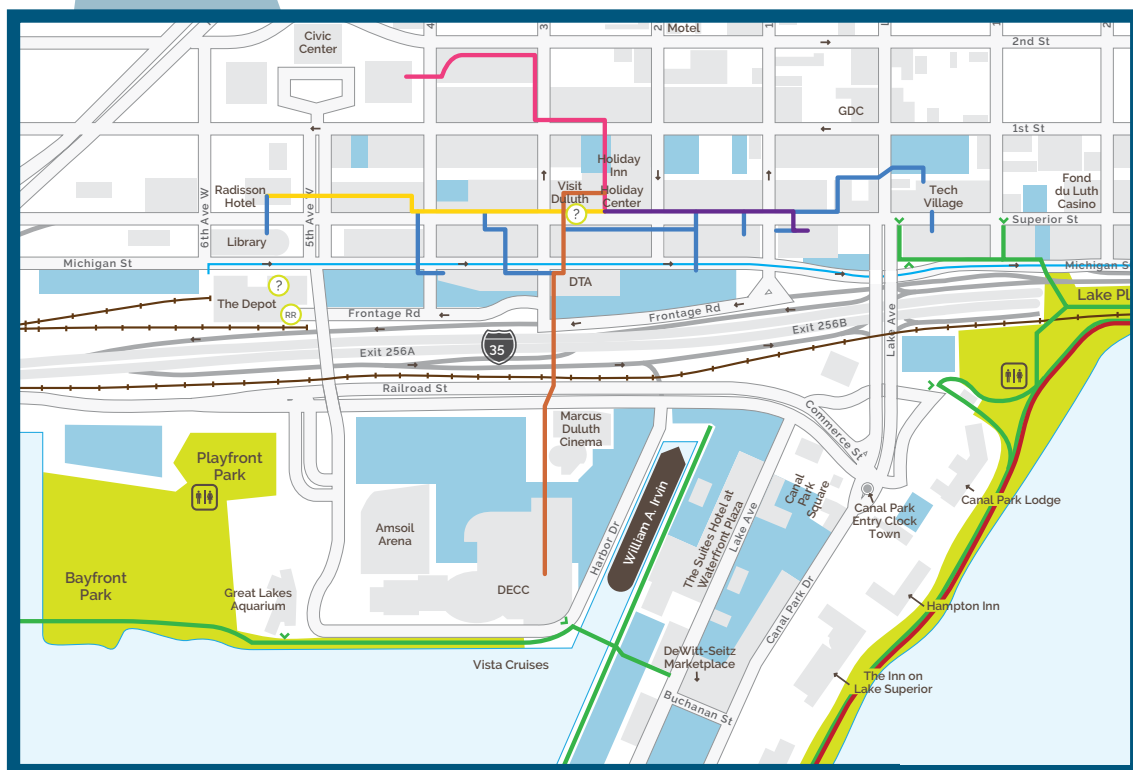 4
3
2
1
Motel
Civic
Center
2nd St
GDC
1st St
Holiday
Inn
Visit
Duluth
Holiday
Center
?
Radisson
Hotel
6th Ave W
5th Ave W
Library
Tech
Village
Fond
du Luth
Casino
Superior St
Michigan St
Michigan S
?
The Depot
RR
DTA
Lake Pl
Frontage Rd
Frontage Rd
Exit 256B
Exit 256A
35
Lake Ave
Railroad St
Commerce St
Marcus
Duluth
Cinema
Playfront
Park
William A. Irvin
The Suites Hotel at
Waterfront Plaza
Lake Ave
Canal
Park
Square
Canal Park Lodge
Canal Park
Entry Clock
Town
Amsoil
Arena
Harbor Dr
Bayfront
Park
Great Lakes
Aquarium
DECC
Canal Park Dr
Hampton Inn
Vista Cruises
DeWitt-Seitz
Marketplace
The Inn on
Lake Superior
Buchanan St